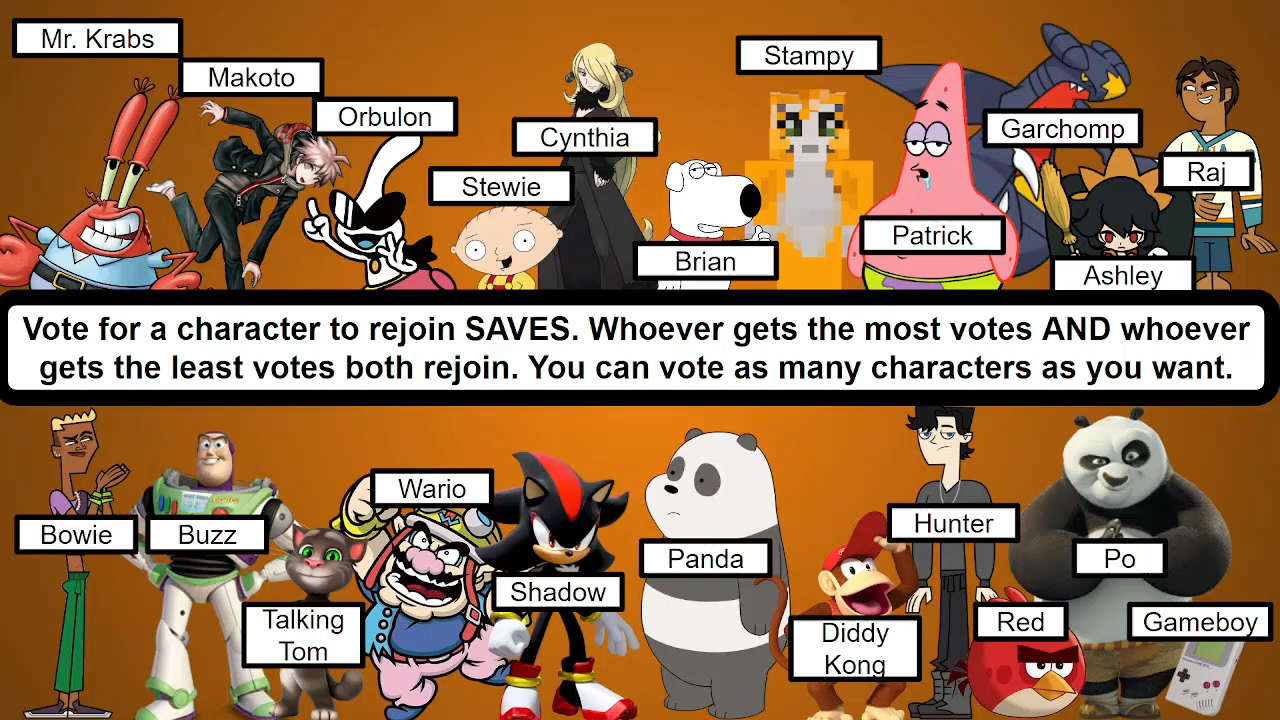 Mr. Krabs
Makoto
Orbulon
Stewie
Cynthia
Brian
Stampy
Patrick
Garchomp
Ashley
Raj
Vote for a character to rejoin SAVES. Whoever gets the most votes AND whoever
gets the least votes both rejoin. You can vote as many characters as you want.
Bowie
Buzz
Talking
Tom
Wario
Shadow
Panda
Diddy
Kong
Hunter
Red
Po
Gameboy